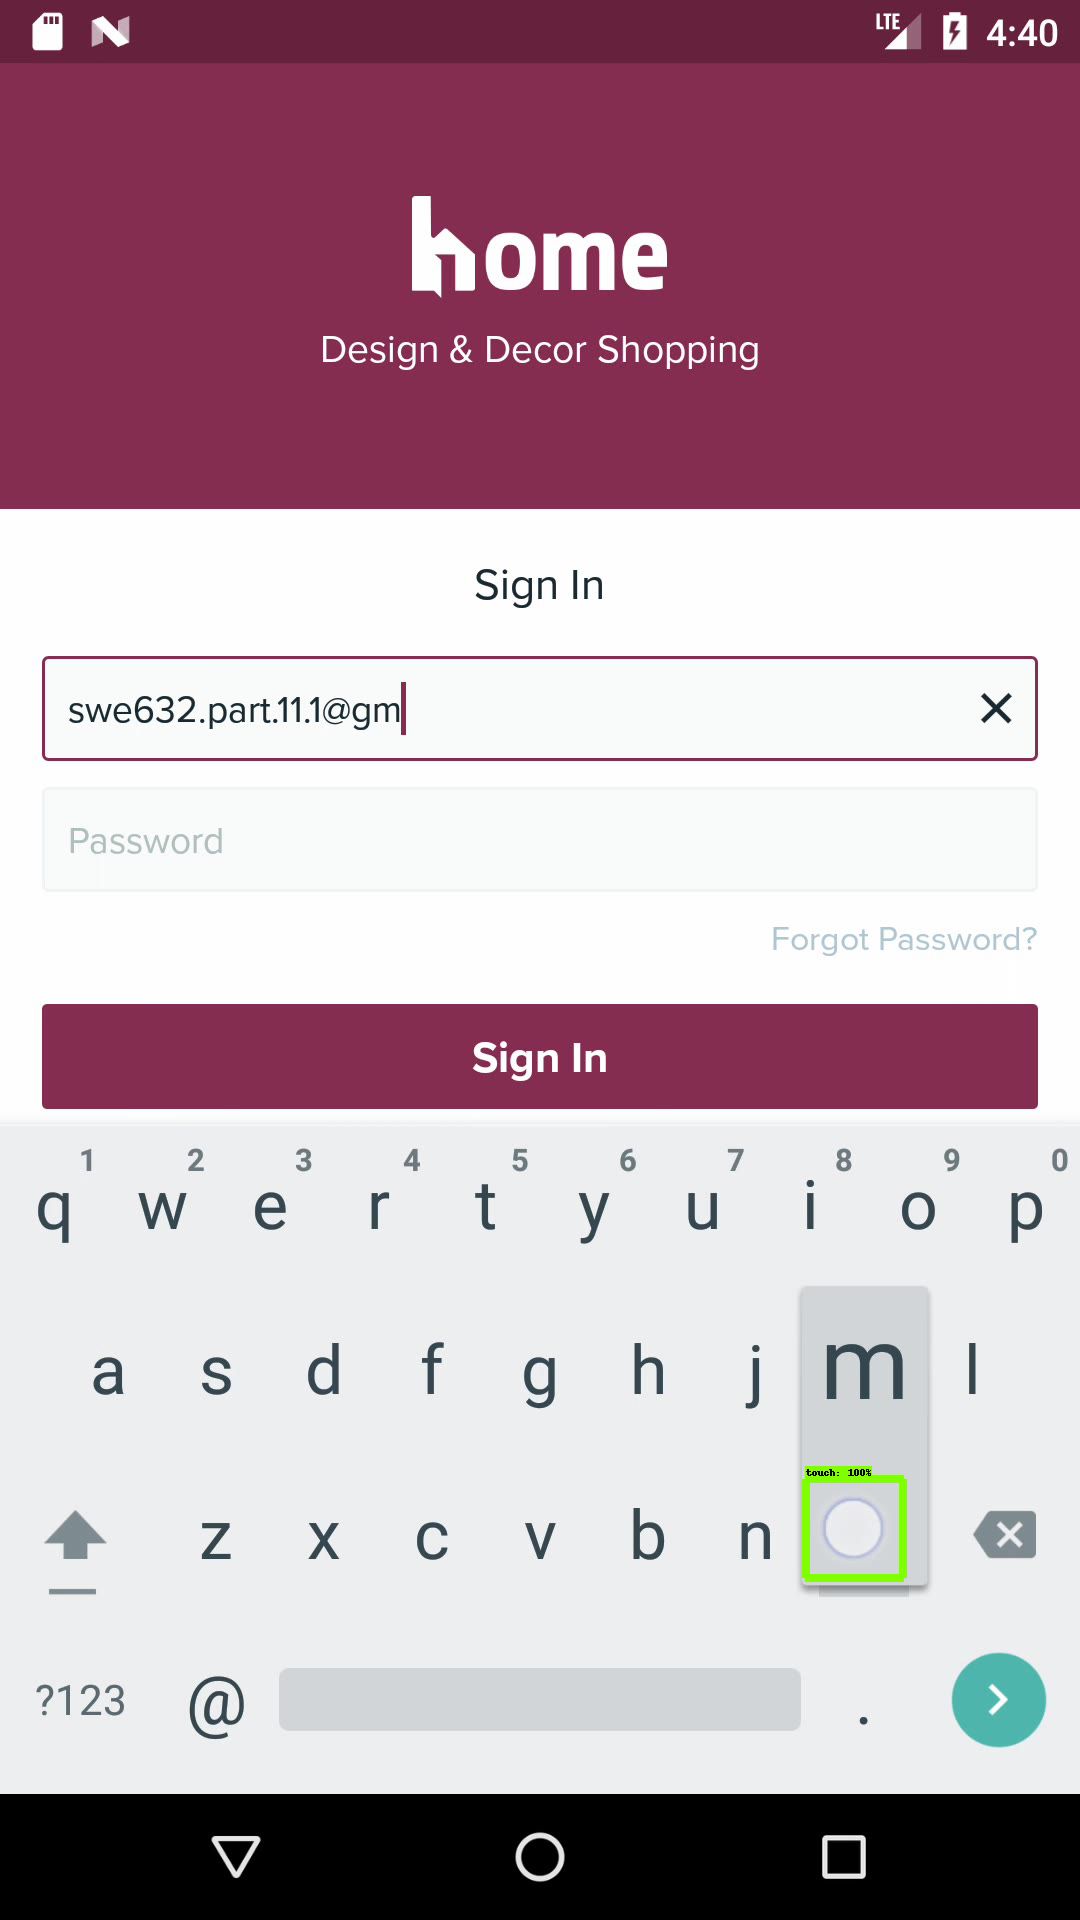 LTE 4:40
home
Design & Decor Shopping
Sign In
swe632.part.11.1@gm
Password
Forgot Password?
Sign In
1 2 3 4 5 6 7 8 9 0
q w e r t y u i o p
a s d f g h j m l
touch: 100%
z x c v b n
?123 @ .